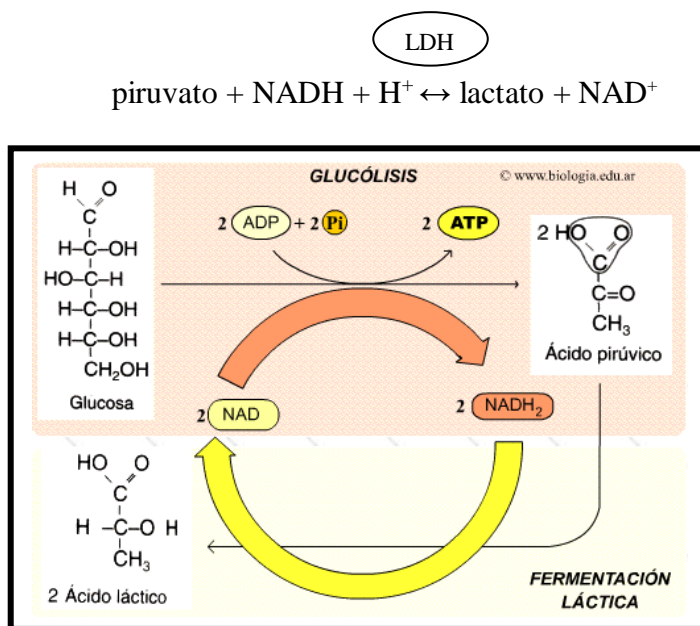 LDH
piruvato + NADH + H⁺ ↔ lactato + NAD⁺
GLUCÓLISIS
© www.biologia.edu.ar
H O
C
H–C–OH
HO–C–H
H–C–OH
H–C–OH
CH₂OH
Glucosa
2 ADP + 2 Pi
2 ATP
2 HO O
C
C=O
CH₃
Ácido pirúvico
2 NAD
2 NADH₂
HO O
C
H –C–O H
CH₃
2 Ácido láctico
FERMENTACIÓN
LÁCTICA